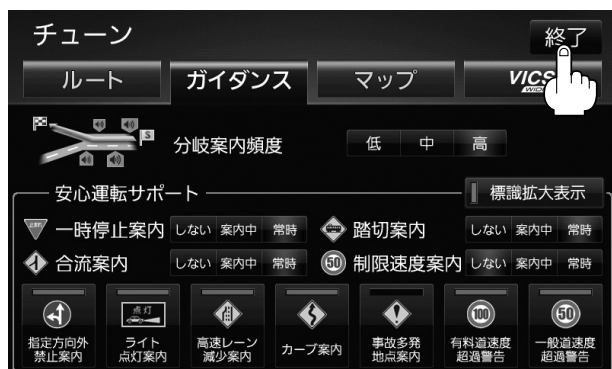 チューン
終了
ルート
ガイダンス
マップ
VICS
WIDE
S
分岐案内頻度
低
中
高
安心運転サポート
標識拡大表示
一時停止案内
しない
案内中
常時
踏切案内
しない
案内中
常時
合流案内
しない
案内中
常時
50
制限速度案内
しない
案内中
常時
指定方向外
禁止案内
点灯
ライト
点灯案内
高速レーン
減少案内
カーブ案内
事故多発
地点案内
100
有料道速度
超過警告
50
一般道速度
超過警告